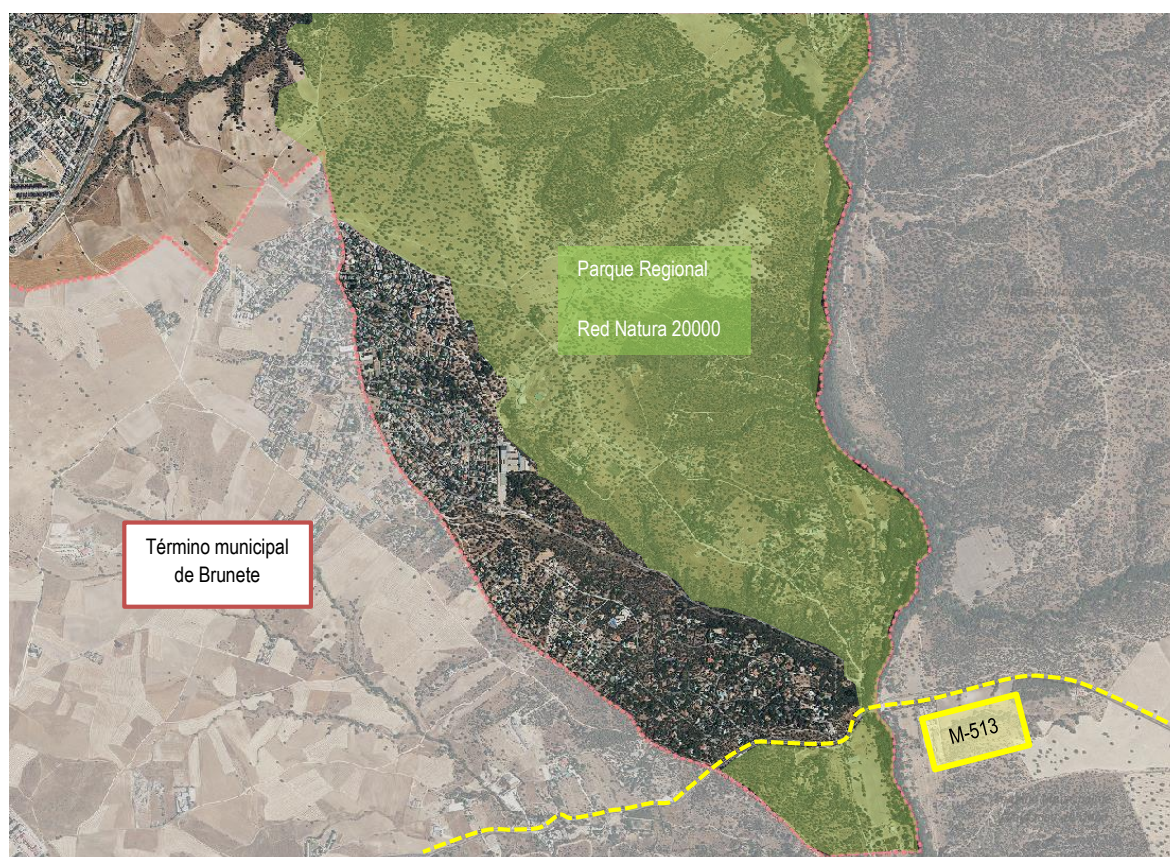 Parque Regional
Red Natura 20000
Término municipal
de Brunete
M-513